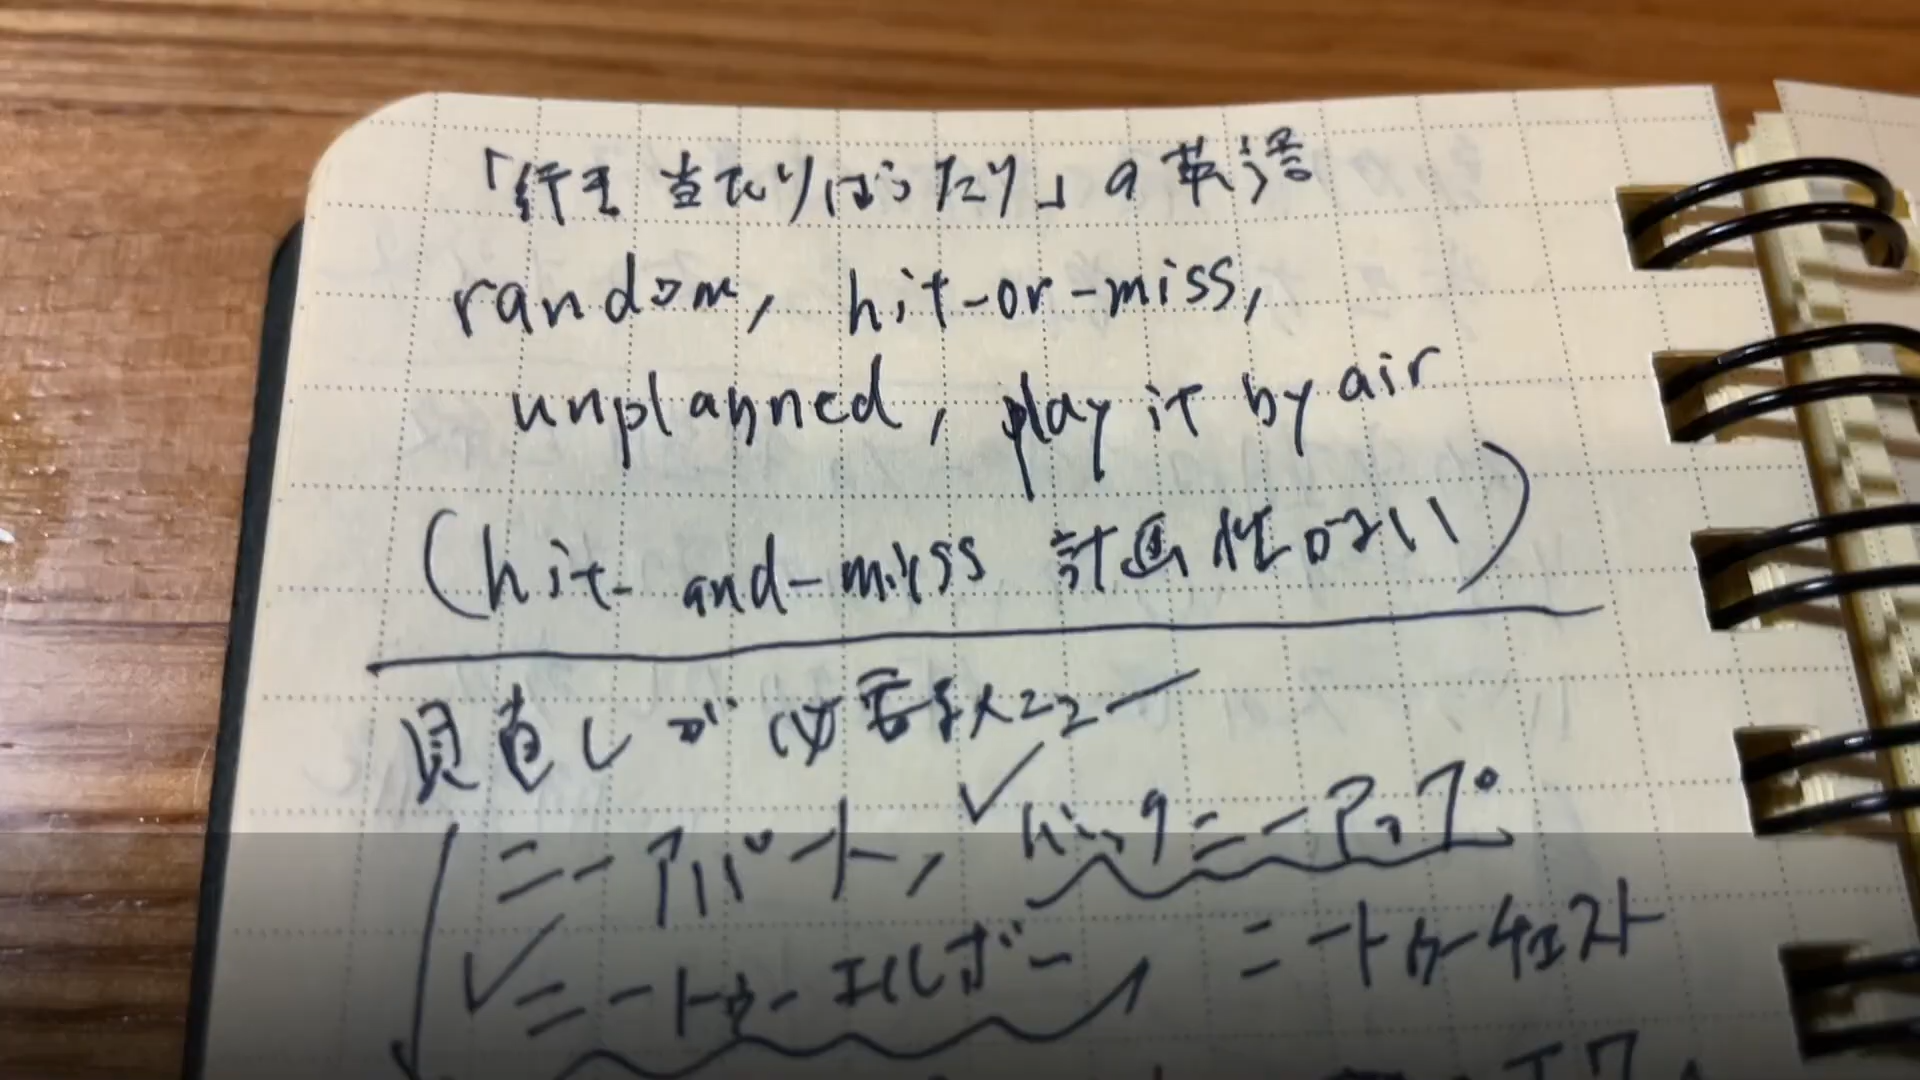 「行き当たりばったり」の英語
random, hit-or-miss,
unplanned, play it by air
(hit-and-miss 計画性のない)
見直しが必要
ニーアパート, バックニーアップ
ニートゥーエルボー ニートゥーチェスト